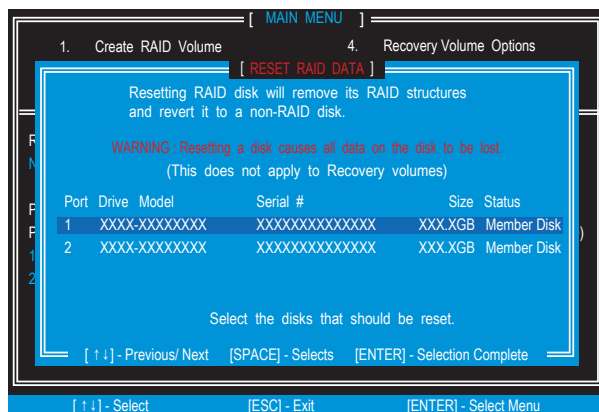 [ MAIN MENU ]
1. Create RAID Volume 4. Recovery Volume Options
[ RESET RAID DATA ]
Resetting RAID disk will remove its RAID structures
and revert it to a non-RAID disk.
R
WARNING : Resetting a disk causes all data on the disk to be lost.
N
(This does not apply to Recovery volumes)
P
Port Drive Model Serial # Size Status
P
1 XXXX-XXXXXXXX XXXXXXXXXXXXXX XXX.XGB Member Disk
)
1
2 XXXX-XXXXXXXX XXXXXXXXXXXXXX XXX.XGB Member Disk
2
Select the disks that should be reset.
[ ↑↓] - Previous/ Next [SPACE] - Selects [ENTER] - Selection Complete
[ ↑↓] - Select [ESC] - Exit [ENTER] - Select Menu